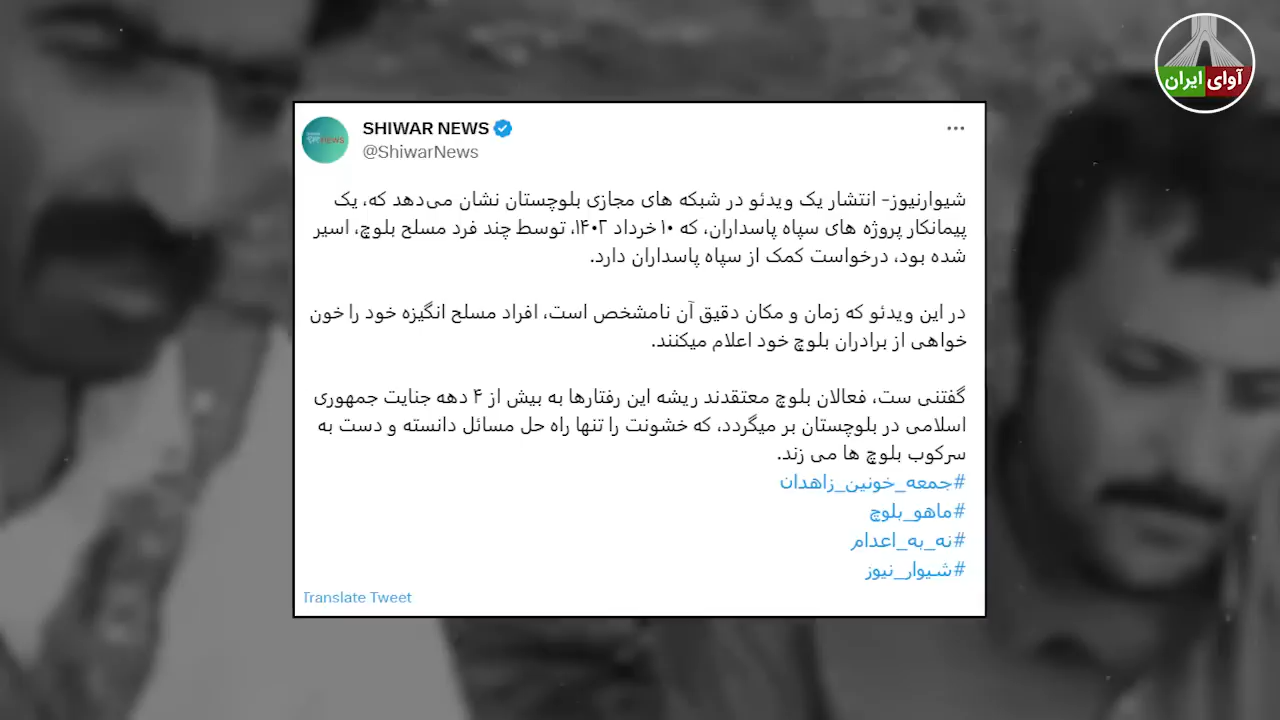 آوای ایران
SHIWAR NEWS
@ShiwarNews
شیوارنیوز- انتشار یک ویدئو در شبکه های مجازی بلوچستان نشان می‌دهد که، یک
پیمانکار پروژه های سپاه پاسداران، که ۱۰ خرداد ۱۴۰۲، توسط چند فرد مسلح بلوچ، اسیر
شده بود، درخواست کمک از سپاه پاسداران دارد.
در این ویدئو که زمان و مکان دقیق آن نامشخص است، افراد مسلح انگیزه خود را خون
خواهی از برادران بلوچ خود اعلام میکنند.
گفتنی ست، فعالان بلوچ معتقدند ریشه این رفتارها به بیش از ۴ دهه جنایت جمهوری
اسلامی در بلوچستان بر میگردد، که خشونت را تنها راه حل مسائل دانسته و دست به
سرکوب بلوچ ها می زند.
#جمعه_خونین_زاهدان
#ماهو_بلوچ
#نه_به_اعدام
#شیوار_نیوز
Translate Tweet